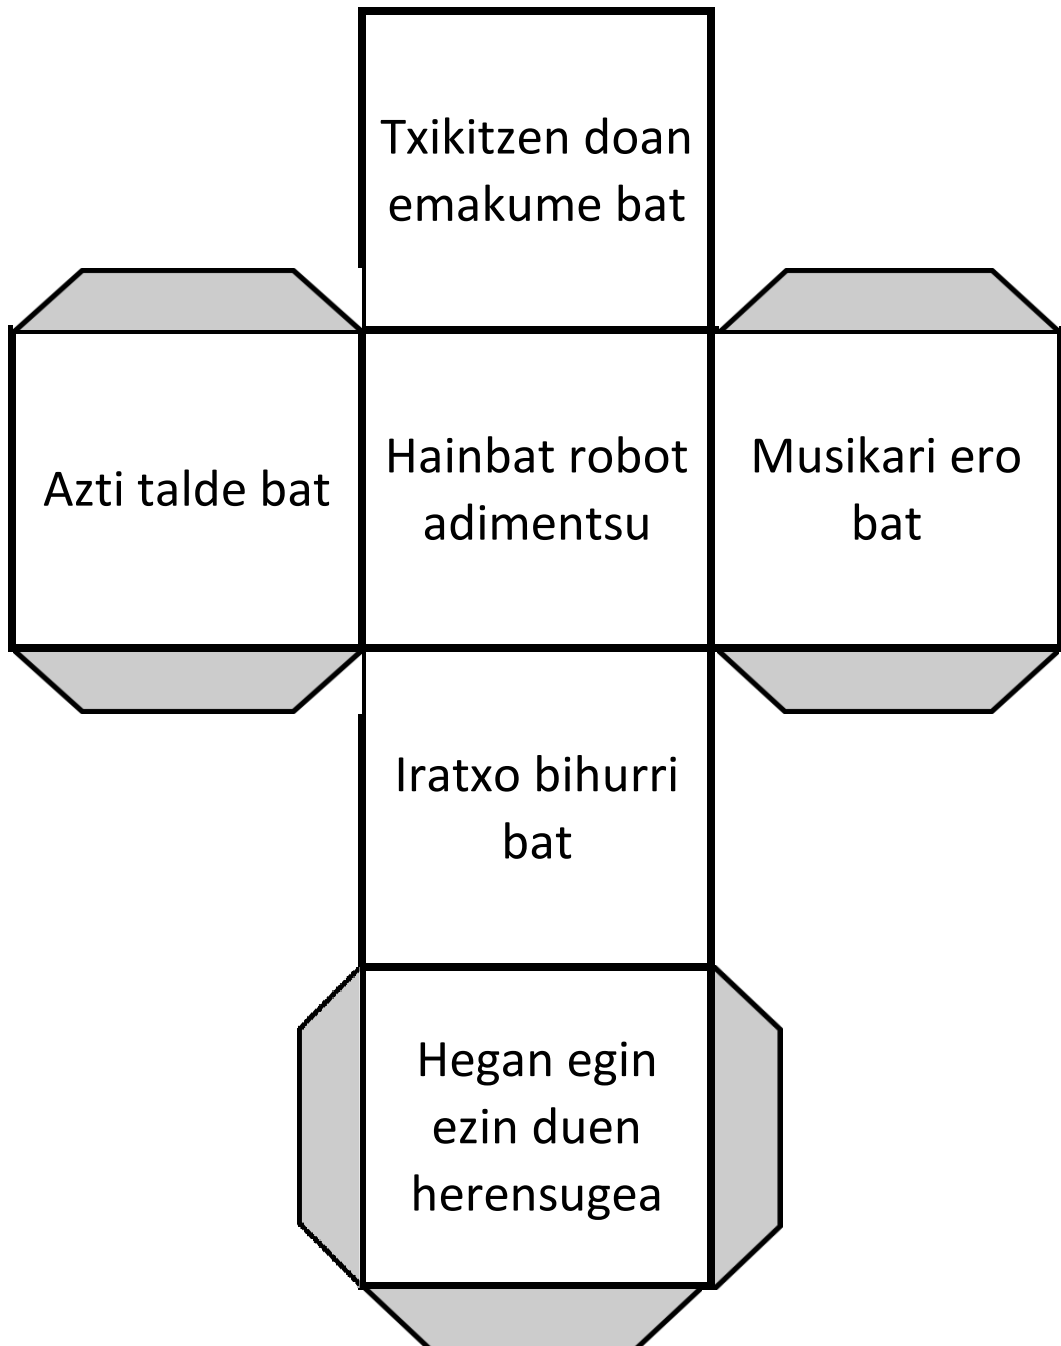 Txikitzen doan
emakume bat
Azti talde bat
Hainbat robot
adimentsu
Musikari ero
bat
Iratxo bihurri
bat
Hegan egin
ezin duen
herensugea